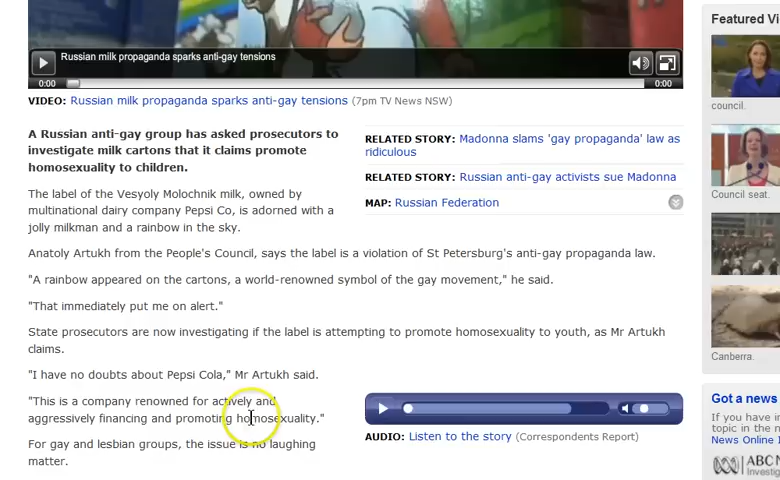 Featured Vi
Russian milk propaganda sparks anti-gay tensions
0:00
0:00
VIDEO: Russian milk propaganda sparks anti-gay tensions (7pm TV News NSW)
council.
A Russian anti-gay group has asked prosecutors to
investigate milk cartons that it claims promote
homosexuality to children.
RELATED STORY: Madonna slams 'gay propaganda' law as
ridiculous
RELATED STORY: Russian anti-gay activists sue Madonna
MAP: Russian Federation
Council seat.
The label of the Vesyoly Molochnik milk, owned by
multinational dairy company Pepsi Co, is adorned with a
jolly milkman and a rainbow in the sky.
Anatoly Artukh from the People's Council, says the label is a violation of St Petersburg's anti-gay propaganda law.
"A rainbow appeared on the cartons, a world-renowned symbol of the gay movement," he said.
"That immediately put me on alert."
State prosecutors are now investigating if the label is attempting to promote homosexuality to youth, as Mr Artukh
claims.
Canberra.
"I have no doubts about Pepsi Cola," Mr Artukh said.
"This is a company renowned for actively and
aggressively financing and promoting homosexuality."
AUDIO: Listen to the story (Correspondents Report)
For gay and lesbian groups, the issue is no laughing
matter.
Got a news
If you have in
topic in the n
News Online I
ABC N
Investig